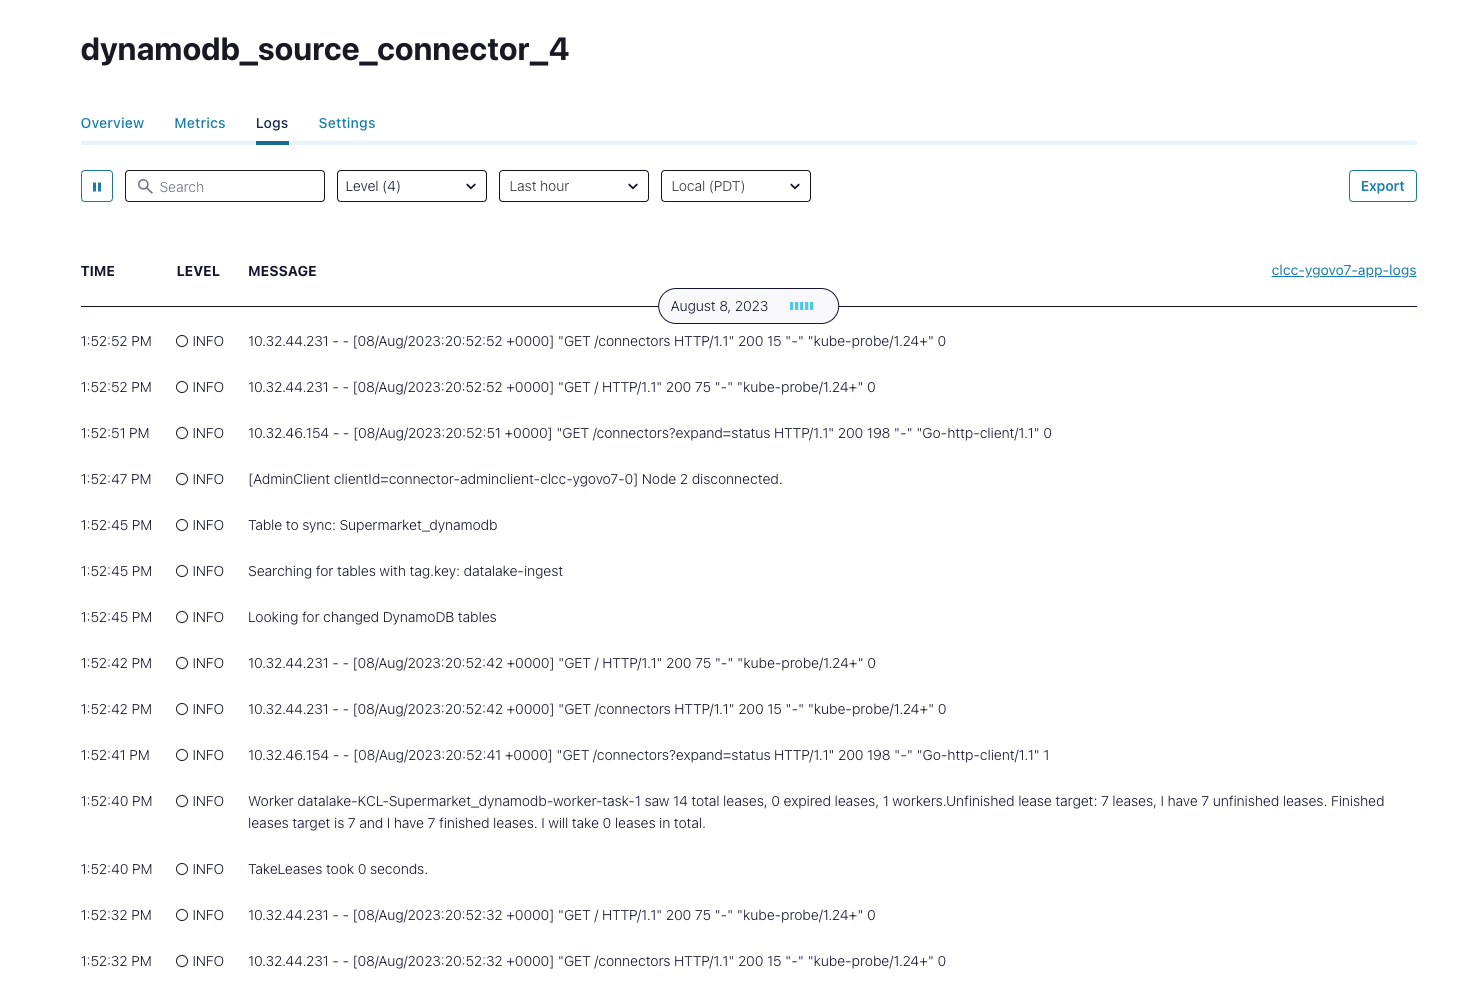 dynamodb_source_connector_4
Overview Metrics Logs Settings
Search Level (4) Last hour Local (PDT) Export
TIME LEVEL MESSAGE clcc-ygovo7-app-logs
August 8, 2023
1:52:52 PM INFO 10.32.44.231 - - [08/Aug/2023:20:52:52 +0000] "GET /connectors HTTP/1.1" 200 15 "-" "kube-probe/1.24+" 0
1:52:52 PM INFO 10.32.44.231 - - [08/Aug/2023:20:52:52 +0000] "GET / HTTP/1.1" 200 75 "-" "kube-probe/1.24+" 0
1:52:51 PM INFO 10.32.46.154 - - [08/Aug/2023:20:52:51 +0000] "GET /connectors?expand=status HTTP/1.1" 200 198 "-" "Go-http-client/1.1" 0
1:52:47 PM INFO [AdminClient clientId=connector-adminclient-clcc-ygovo7-0] Node 2 disconnected.
1:52:45 PM INFO Table to sync: Supermarket_dynamodb
1:52:45 PM INFO Searching for tables with tag.key: datalake-ingest
1:52:45 PM INFO Looking for changed DynamoDB tables
1:52:42 PM INFO 10.32.44.231 - - [08/Aug/2023:20:52:42 +0000] "GET / HTTP/1.1" 200 75 "-" "kube-probe/1.24+" 0
1:52:42 PM INFO 10.32.44.231 - - [08/Aug/2023:20:52:42 +0000] "GET /connectors HTTP/1.1" 200 15 "-" "kube-probe/1.24+" 0
1:52:41 PM INFO 10.32.46.154 - - [08/Aug/2023:20:52:41 +0000] "GET /connectors?expand=status HTTP/1.1" 200 198 "-" "Go-http-client/1.1" 1
1:52:40 PM INFO Worker datalake-KCL-Supermarket_dynamodb-worker-task-1 saw 14 total leases, 0 expired leases, 1 workers.Unfinished lease target: 7 leases, I have 7 unfinished leases. Finished
leases target is 7 and I have 7 finished leases. I will take 0 leases in total.
1:52:40 PM INFO TakeLeases took 0 seconds.
1:52:32 PM INFO 10.32.44.231 - - [08/Aug/2023:20:52:32 +0000] "GET / HTTP/1.1" 200 75 "-" "kube-probe/1.24+" 0
1:52:32 PM INFO 10.32.44.231 - - [08/Aug/2023:20:52:32 +0000] "GET /connectors HTTP/1.1" 200 15 "-" "kube-probe/1.24+" 0